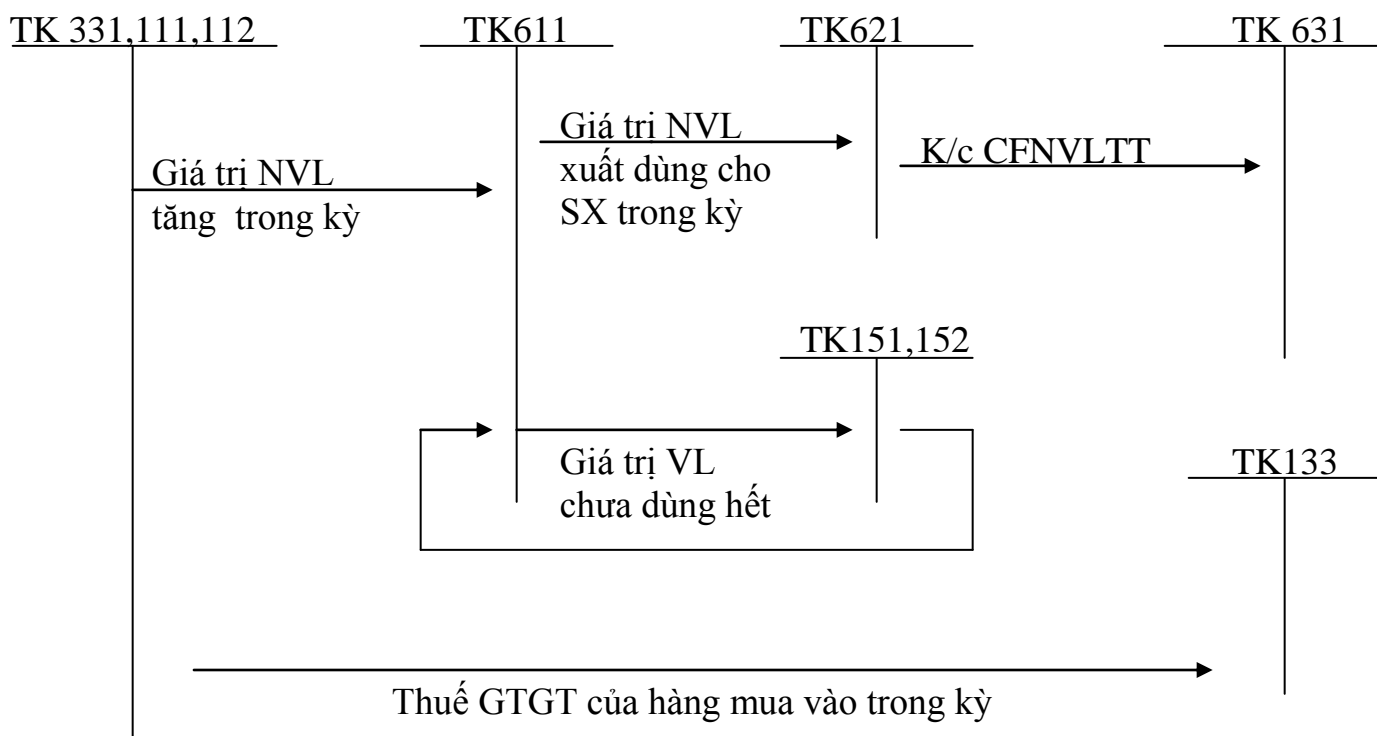 TK 331,111,112
TK611
TK621
TK 631
Giá trị NVL
tăng trong kỳ
Giá trị NVL
xuất dùng cho
SX trong kỳ
K/c CFNVLTT
TK151,152
Giá trị VL
chưa dùng hết
TK133
Thuế GTGT của hàng mua vào trong kỳ